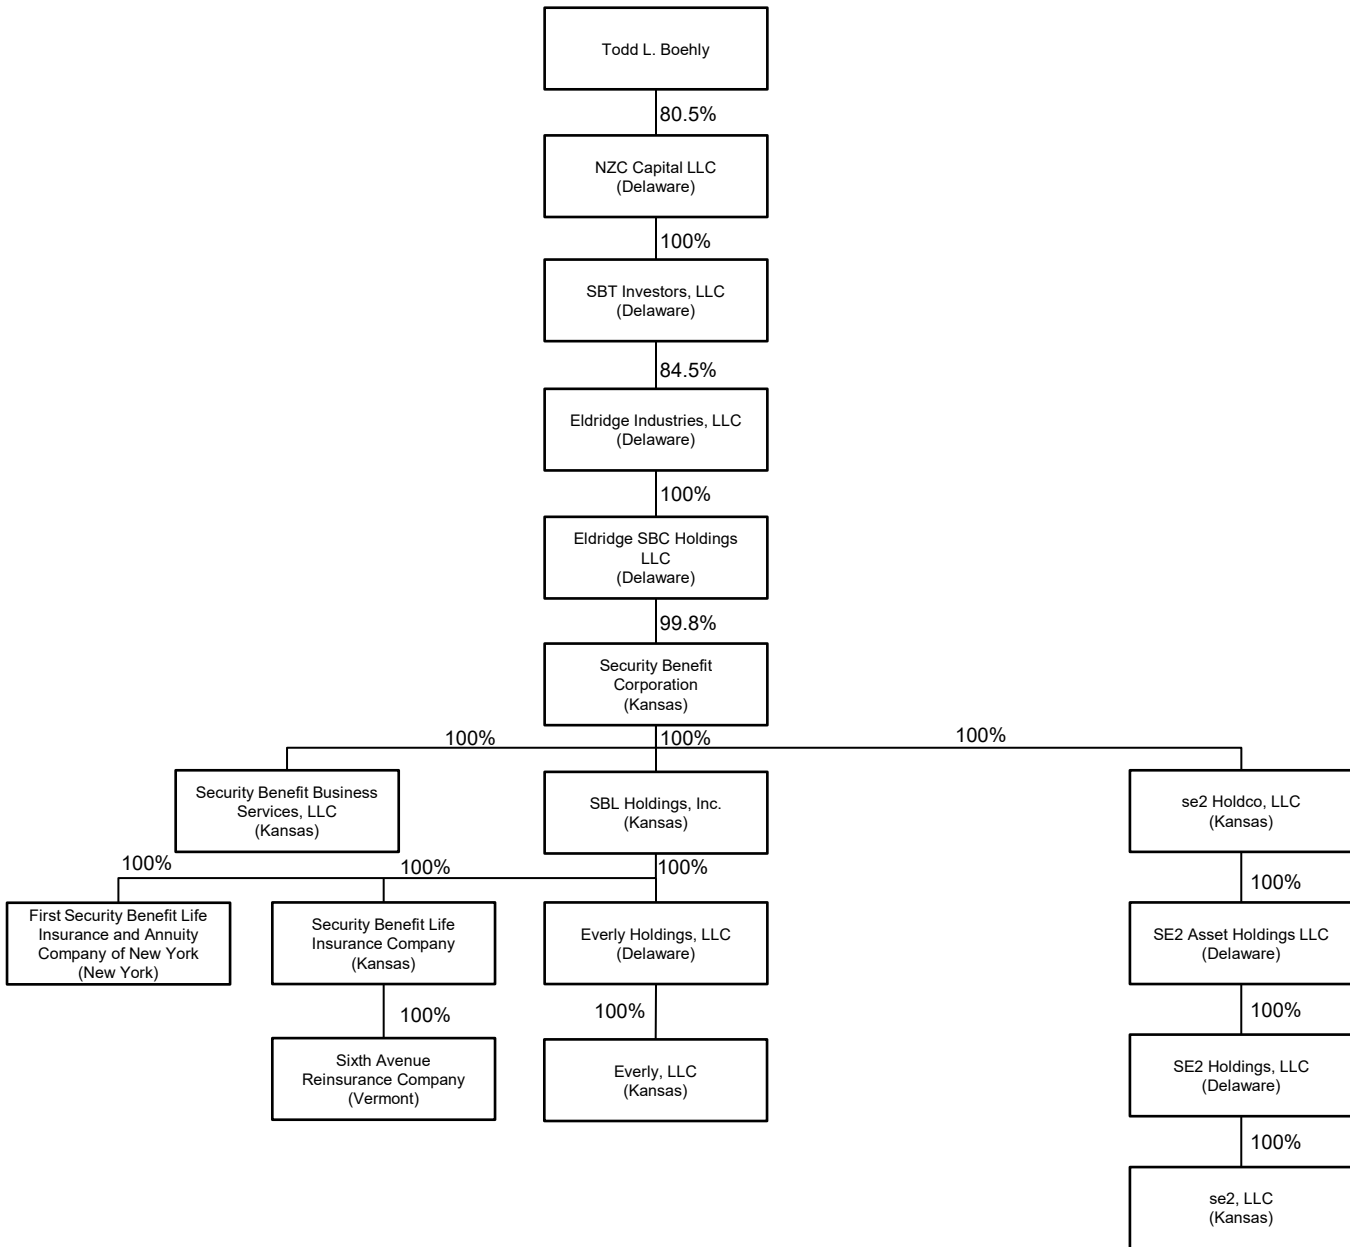 Todd L. Boehly
80.5%
NZC Capital LLC
(Delaware)
100%
SBT Investors, LLC
(Delaware)
84.5%
Eldridge Industries, LLC
(Delaware)
100%
Eldridge SBC Holdings
LLC
(Delaware)
99.8%
Security Benefit
Corporation
(Kansas)
100%
100%
100%
Security Benefit Business
Services, LLC
(Kansas)
SBL Holdings, Inc.
(Kansas)
se2 Holdco, LLC
(Kansas)
100%
100%
100%
100%
First Security Benefit Life
Insurance and Annuity
Company of New York
(New York)
Security Benefit Life
Insurance Company
(Kansas)
Everly Holdings, LLC
(Delaware)
SE2 Asset Holdings LLC
(Delaware)
100%
100%
100%
Sixth Avenue
Reinsurance Company
(Vermont)
Everly, LLC
(Kansas)
SE2 Holdings, LLC
(Delaware)
100%
se2, LLC
(Kansas)